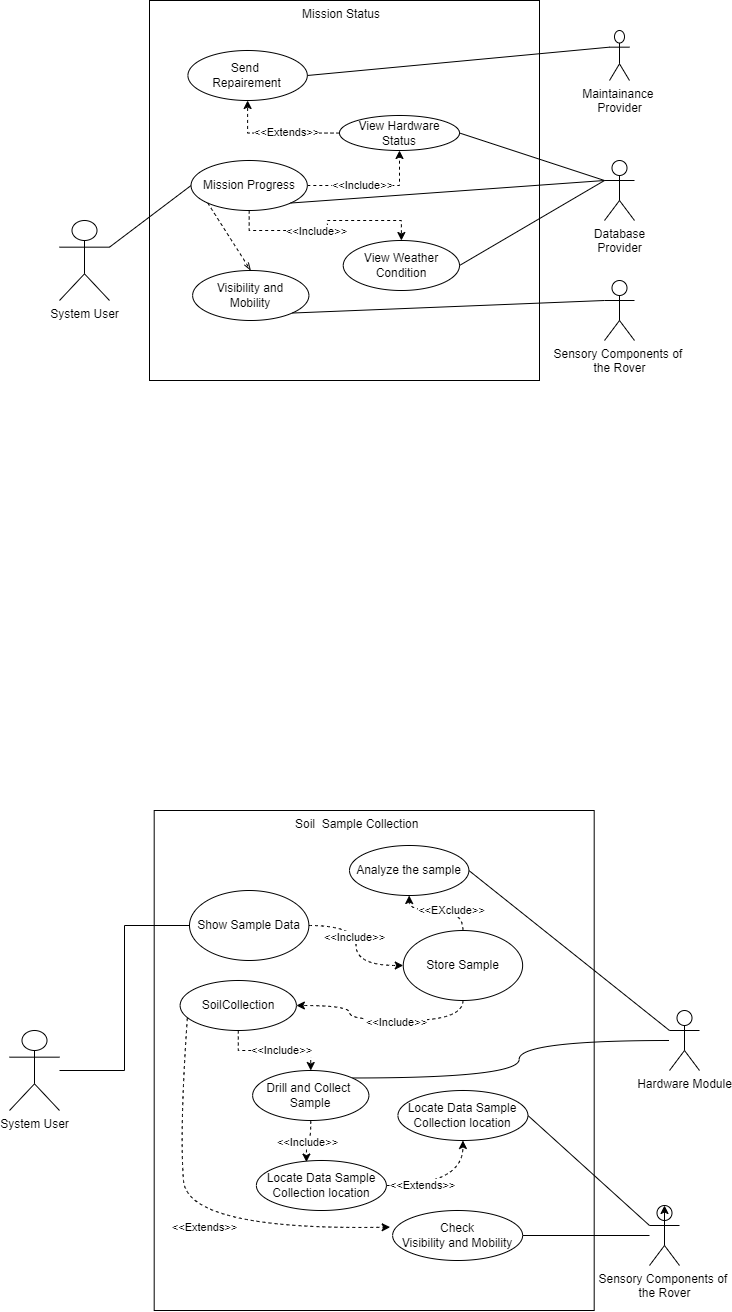 Mission Status
Send
Repairement
Maintainance
Provider
<<Extends>>
View Hardware
Status
Mission Progress
<<Include>>
Database
Provider
<<Include>>
View Weather
Condition
System User
Visibility and
Mobility
Sensory Components of
the Rover
Soil Sample Collection
Analyze the sample
<<EXclude>>
Show Sample Data
<<Include>>
Store Sample
SoilCollection
<<Include>>
<<Include>>
System User
Drill and Collect
Sample
Hardware Module
Locate Data Sample
Collection location
<<Include>>
Locate Data Sample
Collection location
<<Extends>>
<<Extends>>
Check
Visibility and Mobility
Sensory Components of
the Rover